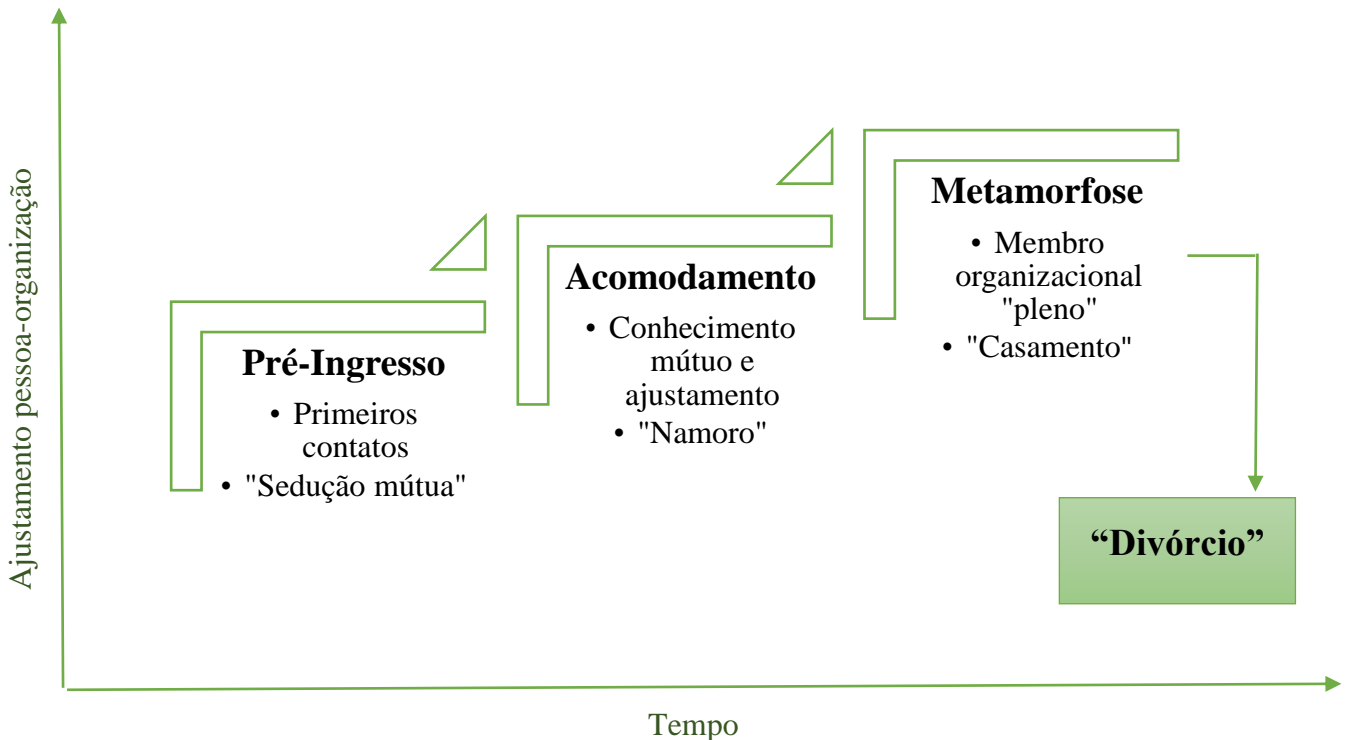 Ajustamento pessoa-organização
Pré-Ingresso
• Primeiros
contatos
• "Sedução mútua"
Acomodamento
• Conhecimento
mútuo e
ajustamento
• "Namoro"
Metamorfose
• Membro
organizacional
"pleno"
• "Casamento"
“Divórcio”
Tempo